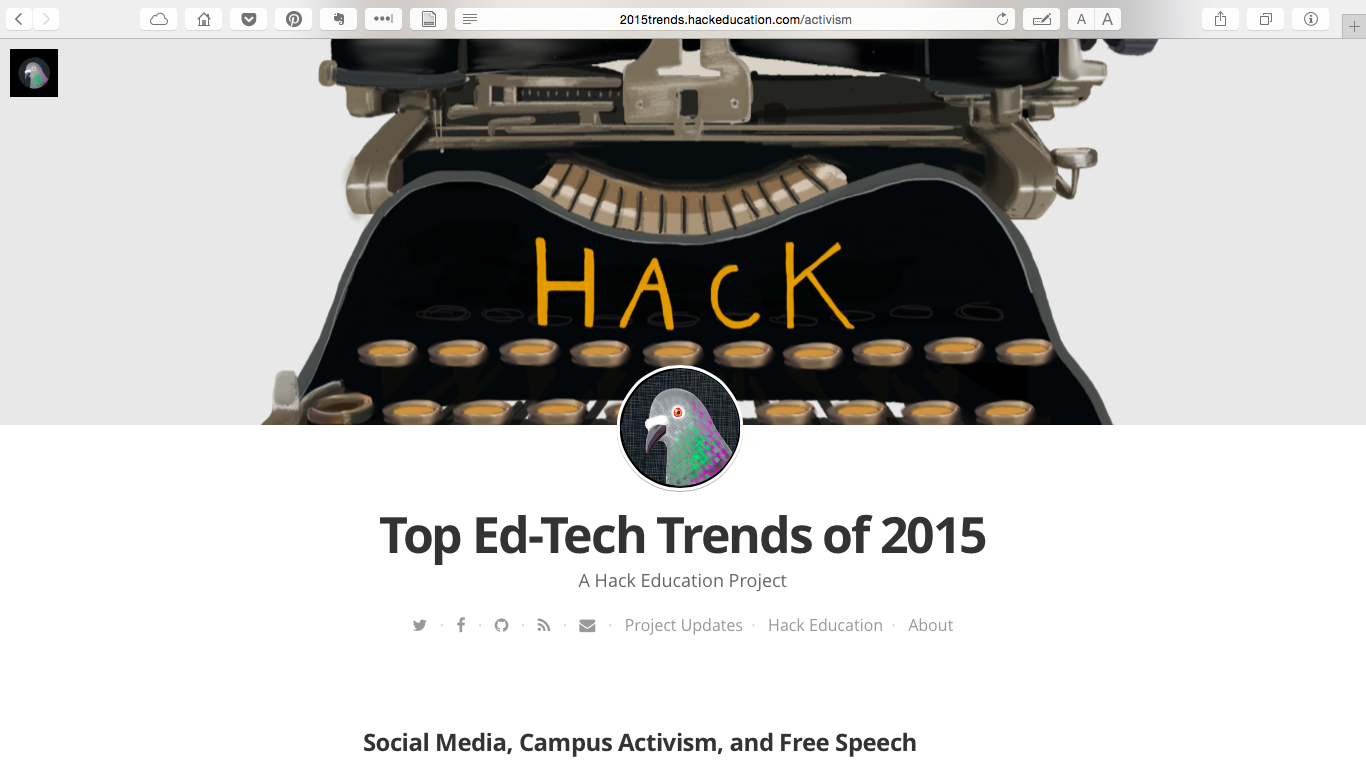 2015trends.hackeducation.com/activism
A A
HACK
Top Ed-Tech Trends of 2015
A Hack Education Project
Project Updates · Hack Education · About
Social Media, Campus Activism, and Free Speech